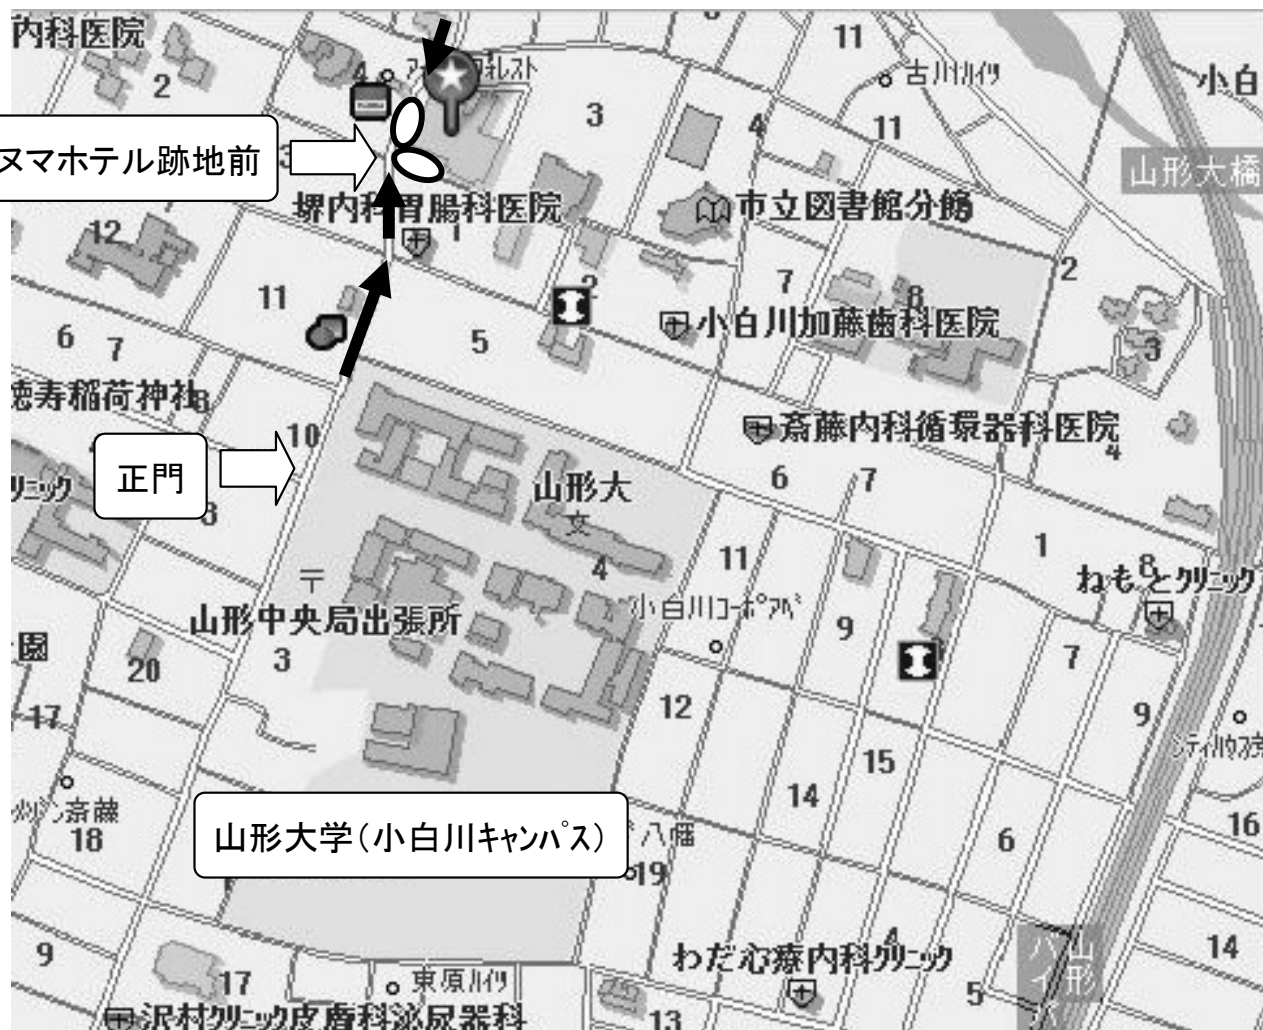 内科医院
11
古川ハイツ
小白
2
4
3
4
11
山形大橋
ヌマホテル跡地前
3
堺内科胃腸科医院
1
市立図書館分館
12
11
2
7
8
2
小白川加藤歯科医院
6
7
5
3
徳寿稲荷神社
8
10
斎藤内科循環器科医院
4
正門
山形大
文
6
7
リニック
8
4
11
1
8
ねもとクリニック
〒
山形中央局出張所
小白川コーポアベ
9
園
20
3
7
17
12
9
15
14
斎藤
18
山形大学(小白川キャンパス)
八幡
6
16
19
9
わだ心療内科クリニック
4
山形
バイパ
14
17
東原ハイツ
5
沢村クリニック皮膚科泌尿器科
13